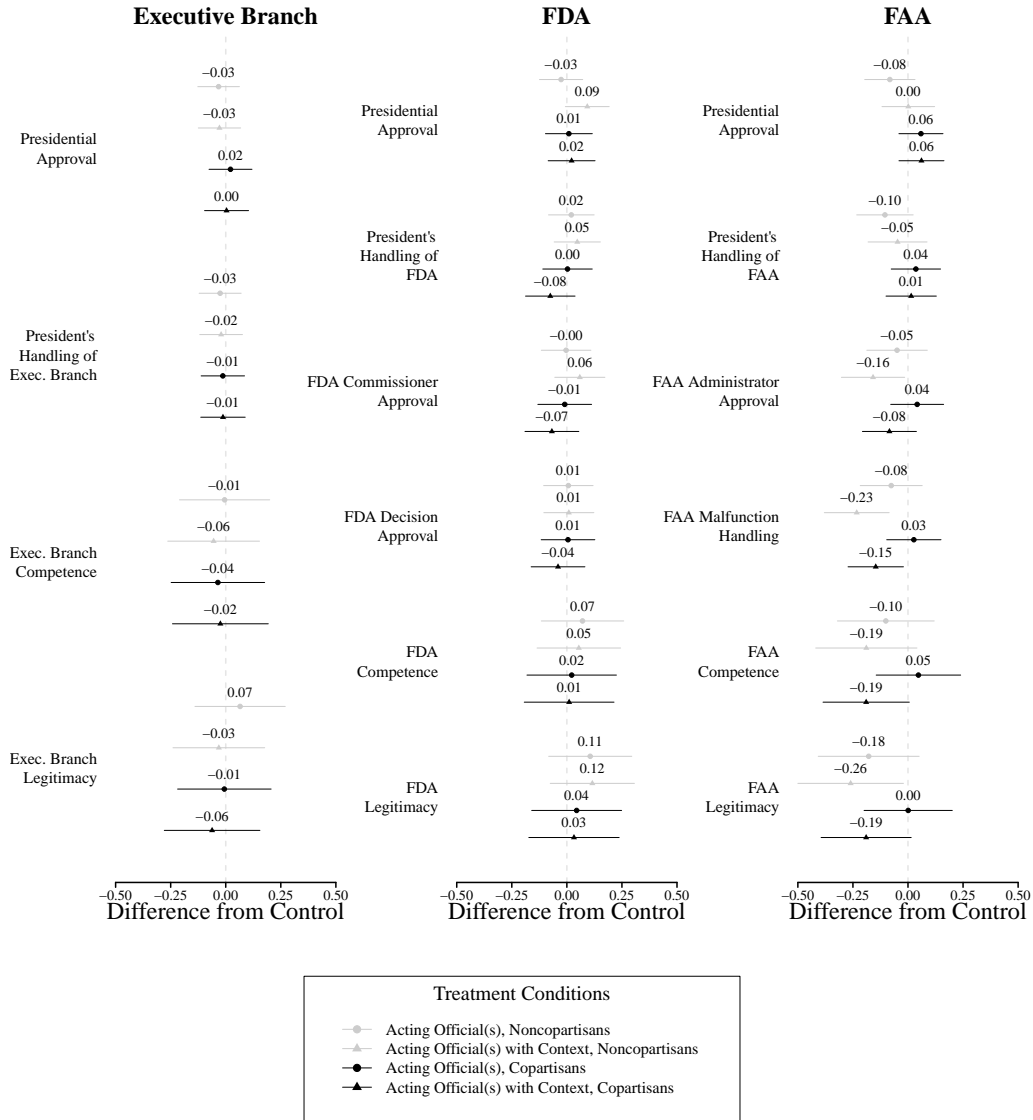 Executive Branch
−0.03
−0.03
Presidential
Approval
0.02
0.00
−0.03
−0.02
President's
Handling of
Exec. Branch
−0.01
−0.01
−0.01
−0.06
Exec. Branch
Competence
−0.04
−0.02
0.07
−0.03
Exec. Branch
Legitimacy
−0.01
−0.06
−0.50 −0.25 0.00 0.25 0.50
Difference from Control
FDA
−0.03
0.09
Presidential
Approval
0.01
0.02
0.02
0.05
President's
Handling of
FDA
0.00
−0.08
−0.00
0.06
FDA Commissioner
Approval
−0.01
−0.07
0.01
0.01
FDA Decision
Approval
0.01
−0.04
0.07
0.05
FDA
Competence
0.02
0.01
0.11
0.12
FDA
Legitimacy
0.04
0.03
−0.50 −0.25 0.00 0.25 0.50
Difference from Control
FAA
−0.08
0.00
Presidential
Approval
0.06
0.06
−0.10
−0.05
President's
Handling of
FAA
0.04
0.01
−0.05
−0.16
FAA Administrator
Approval
0.04
−0.08
−0.08
−0.23
FAA Malfunction
Handling
0.03
−0.15
−0.10
−0.19
FAA
Competence
0.05
−0.19
−0.18
−0.26
FAA
Legitimacy
0.00
−0.19
−0.50 −0.25 0.00 0.25 0.50
Difference from Control
Treatment Conditions
Acting Official(s), Noncopartisans
Acting Official(s) with Context, Noncopartisans
Acting Official(s), Copartisans
Acting Official(s) with Context, Copartisans